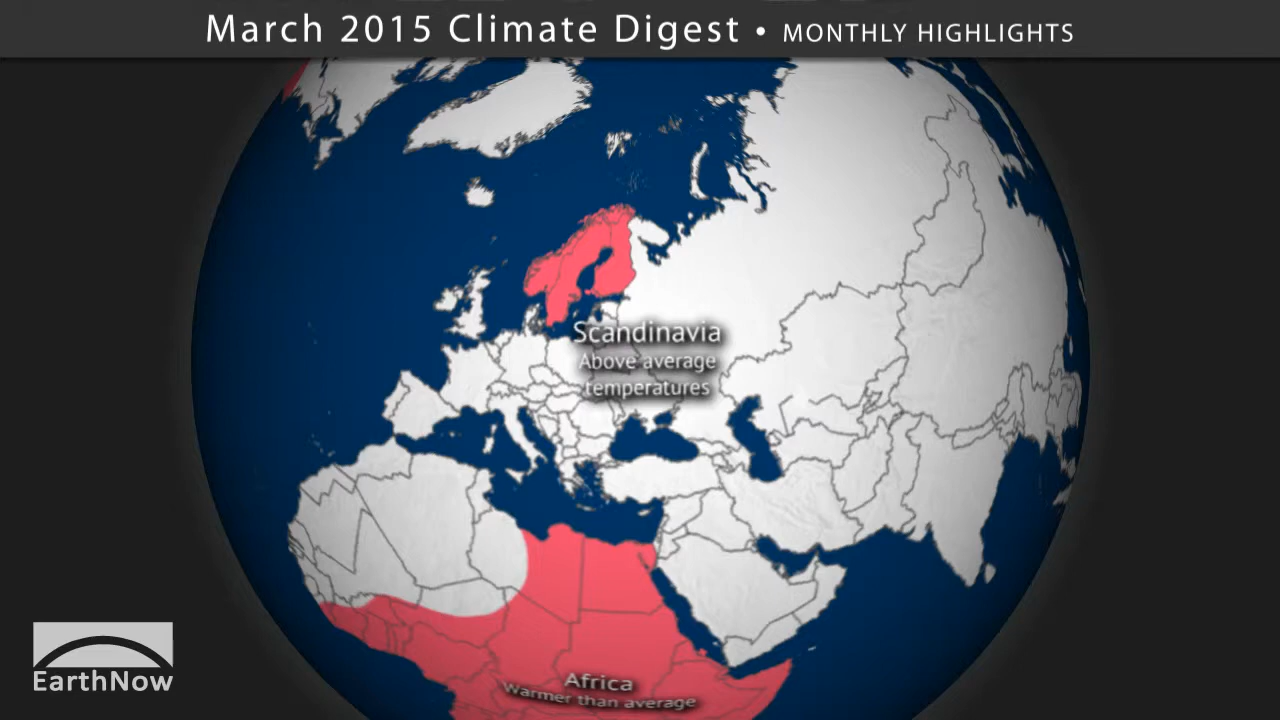 March 2015 Climate Digest • MONTHLY HIGHLIGHTS
Scandinavia
Above average
temperatures
Africa
Warmer than average
EarthNow